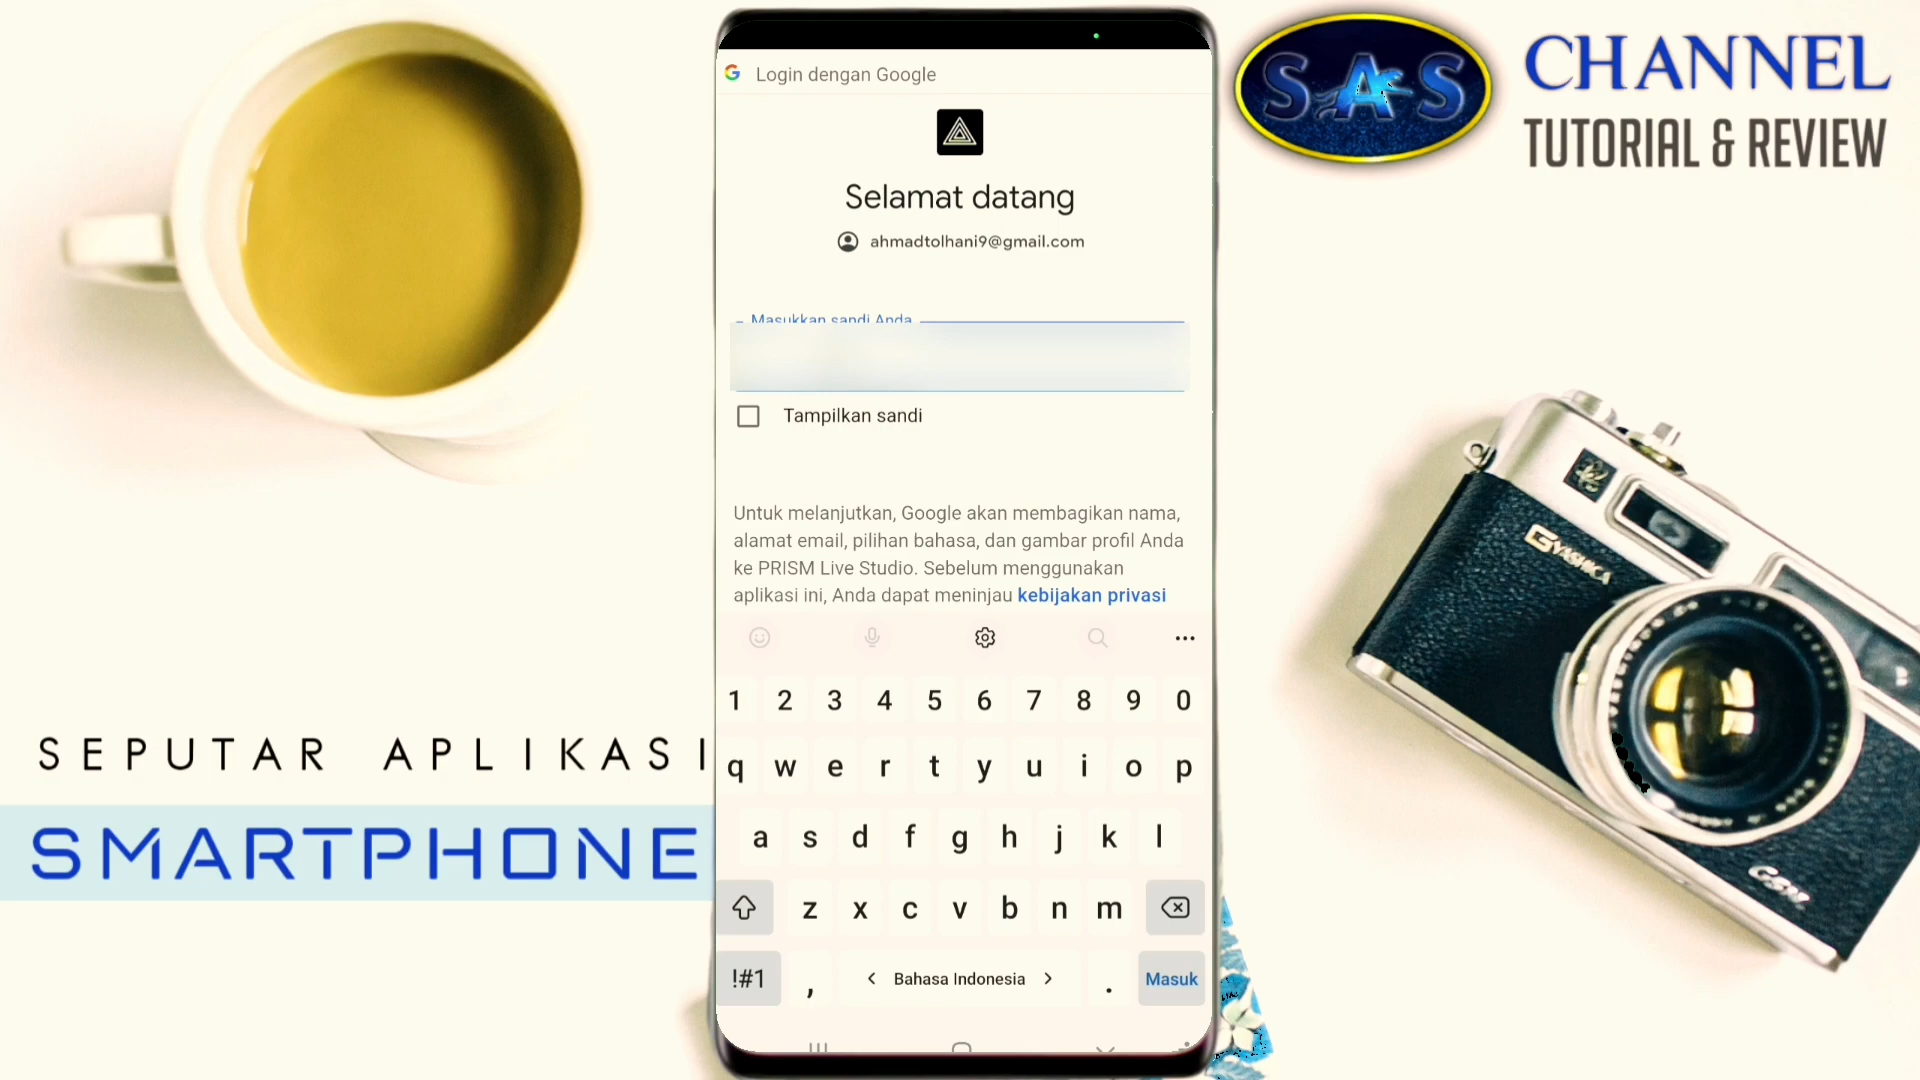 Login dengan Google
Selamat datang
ahmadtolhani9@gmail.com
Masukkan sandi Anda
Tampilkan sandi
Untuk melanjutkan, Google akan membagikan nama,
alamat email, pilihan bahasa, dan gambar profil Anda
ke PRISM Live Studio. Sebelum menggunakan
aplikasi ini, Anda dapat meninjau kebijakan privasi
1 2 3 4 5 6 7 8 9 0
q w e r t y u i o p
a s d f g h j k l
z x c v b n m
!#1 , < Bahasa Indonesia > . Masuk
SAS
CHANNEL
TUTORIAL & REVIEW
SEPUTAR APLIKASI
SMARTPHONE
YASHICA
GSN